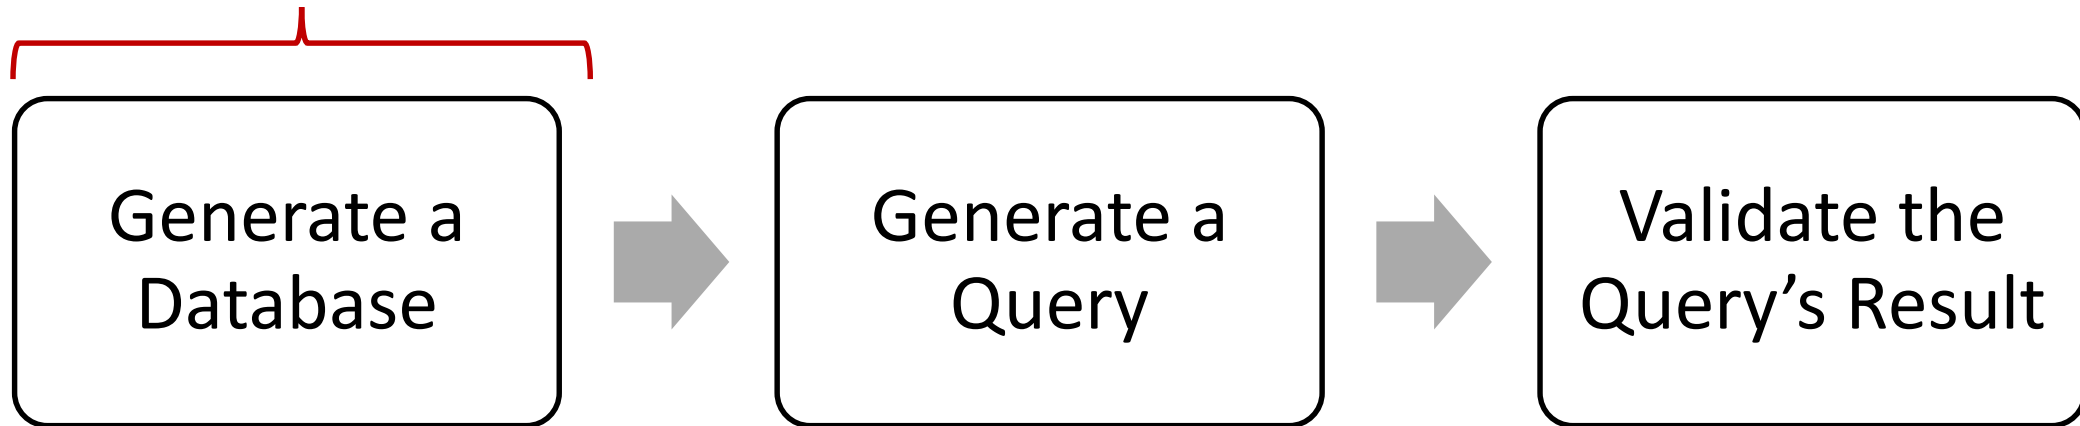 Generate a
Database
Generate a
Query
Validate the
Query’s Result